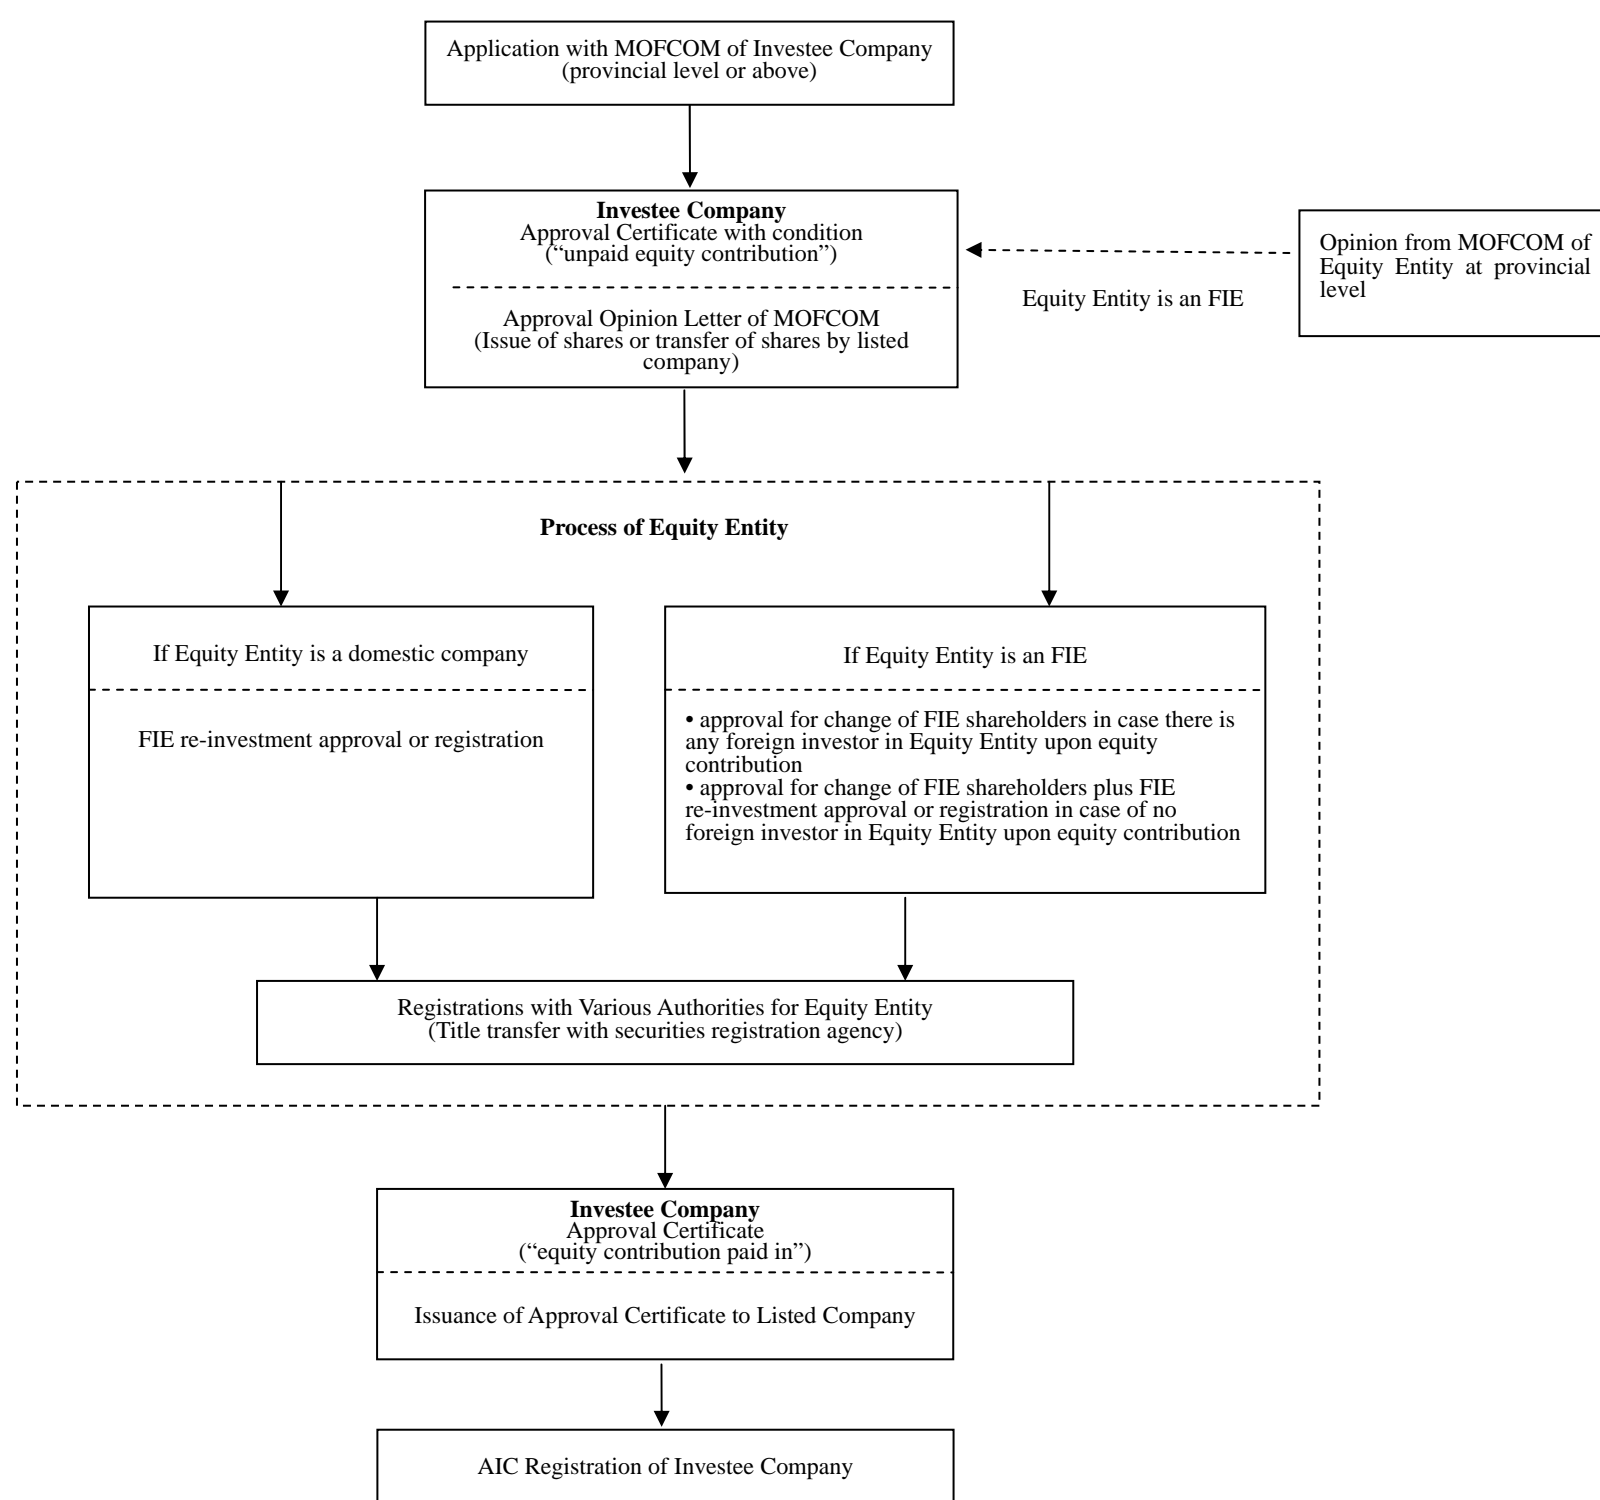 Application with MOFCOM of Investee Company
(provincial level or above)
Investee Company
Approval Certificate with condition
(“unpaid equity contribution”)
Approval Opinion Letter of MOFCOM
(Issue of shares or transfer of shares by listed
company)
Equity Entity is an FIE
Opinion from MOFCOM of
Equity Entity at provincial
level
Process of Equity Entity
If Equity Entity is a domestic company
FIE re-investment approval or registration
If Equity Entity is an FIE
• approval for change of FIE shareholders in case there is
any foreign investor in Equity Entity upon equity
contribution
• approval for change of FIE shareholders plus FIE
re-investment approval or registration in case of no
foreign investor in Equity Entity upon equity contribution
Registrations with Various Authorities for Equity Entity
(Title transfer with securities registration agency)
Investee Company
Approval Certificate
(“equity contribution paid in”)
Issuance of Approval Certificate to Listed Company
AIC Registration of Investee Company